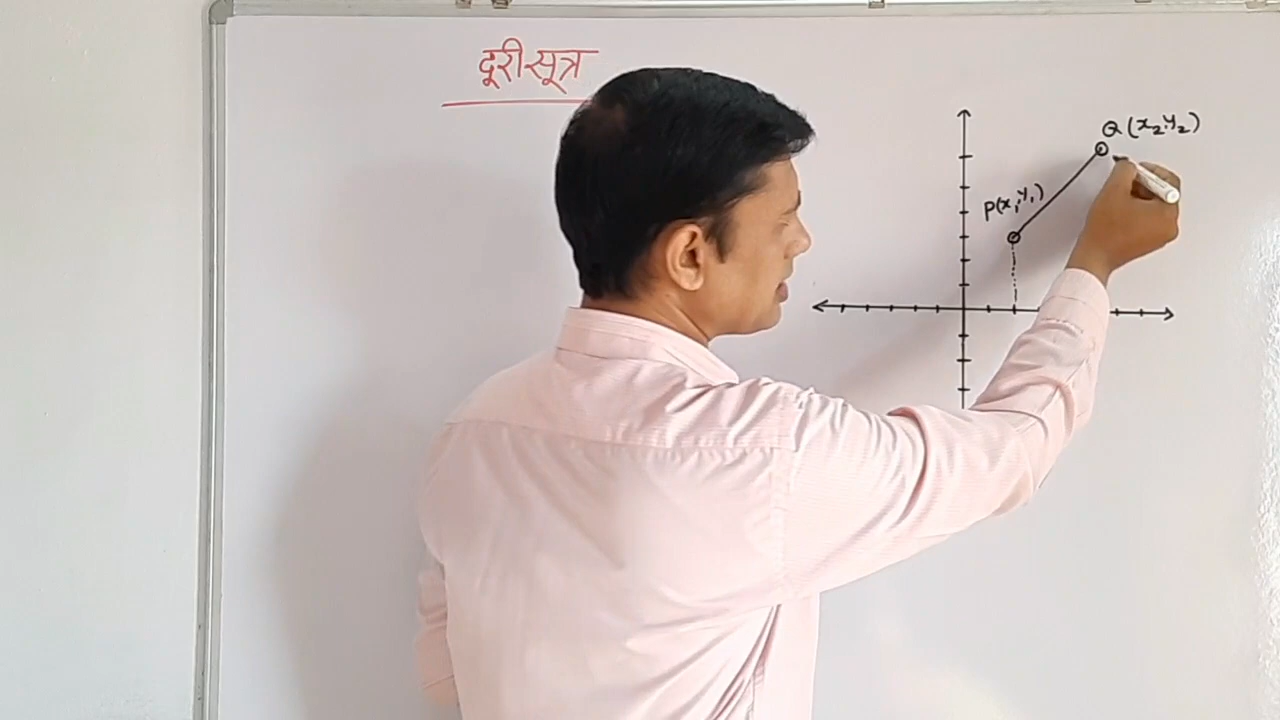 दूरी सूत्र
Q (x₂, y₂)
P(x₁, y₁)